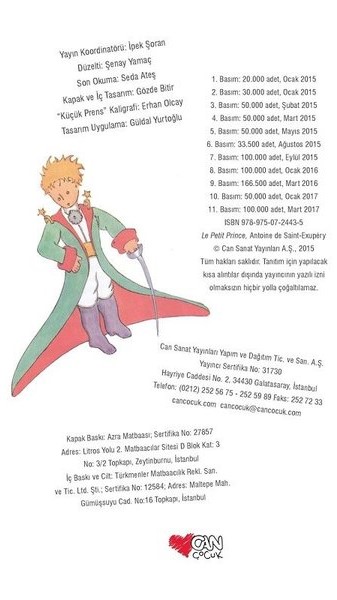 Yayın Koordinatörü: İpek Şoran
Düzelti: Şenay Yamaç
Son Okuma: Seda Ateş
Kapak ve İç Tasarım: Gözde Bitir
"Küçük Prens" Kaligrafi: Erhan Olcay
Tasarım Uygulama: Güldal Yurtoğlu
1. Basım: 20.000 adet, Ocak 2015
2. Basım: 30.000 adet, Ocak 2015
3. Basım: 50.000 adet, Şubat 2015
4. Basım: 50.000 adet, Mart 2015
5. Basım: 50.000 adet, Mayıs 2015
6. Basım: 33.500 adet, Ağustos 2015
7. Basım: 100.000 adet, Eylül 2015
8. Basım: 100.000 adet, Ocak 2016
9. Basım: 166.500 adet, Mart 2016
10. Basım: 50.000 adet, Ocak 2017
11. Basım: 100.000 adet, Mart 2017
ISBN 978-975-07-2443-5
Le Petit Prince, Antoine de Saint-Exupéry
© Can Sanat Yayınları A.Ş., 2015
Tüm hakları saklıdır. Tanıtım için yapılacak
kısa alıntılar dışında yayıncının yazılı izni
olmaksızın hiçbir yolla çoğaltılamaz.
Can Sanat Yayınları Yapım ve Dağıtım Tic. ve San. A.Ş.
Yayıncı Sertifika No: 31730
Hayriye Caddesi No. 2, 34430 Galatasaray, İstanbul
Telefon: (0212) 252 56 75 - 252 59 89 Faks: 252 72 33
cancocuk.com cancocuk@cancocuk.com
Kapak Baskı: Azra Matbaası; Sertifika No: 27857
Adres: Litros Yolu 2. Matbaacılar Sitesi D Blok Kat: 3
No: 3/2 Topkapı, Zeytinburnu, İstanbul
İç Baskı ve Cilt: Türkmenler Matbaacılık Rekl. San.
ve Tic. Ltd. Şti.; Sertifika No: 12584; Adres: Maltepe Mah.
Gümüşsuyu Cad. No:16 Topkapı, İstanbul
CAN
ÇOCUK